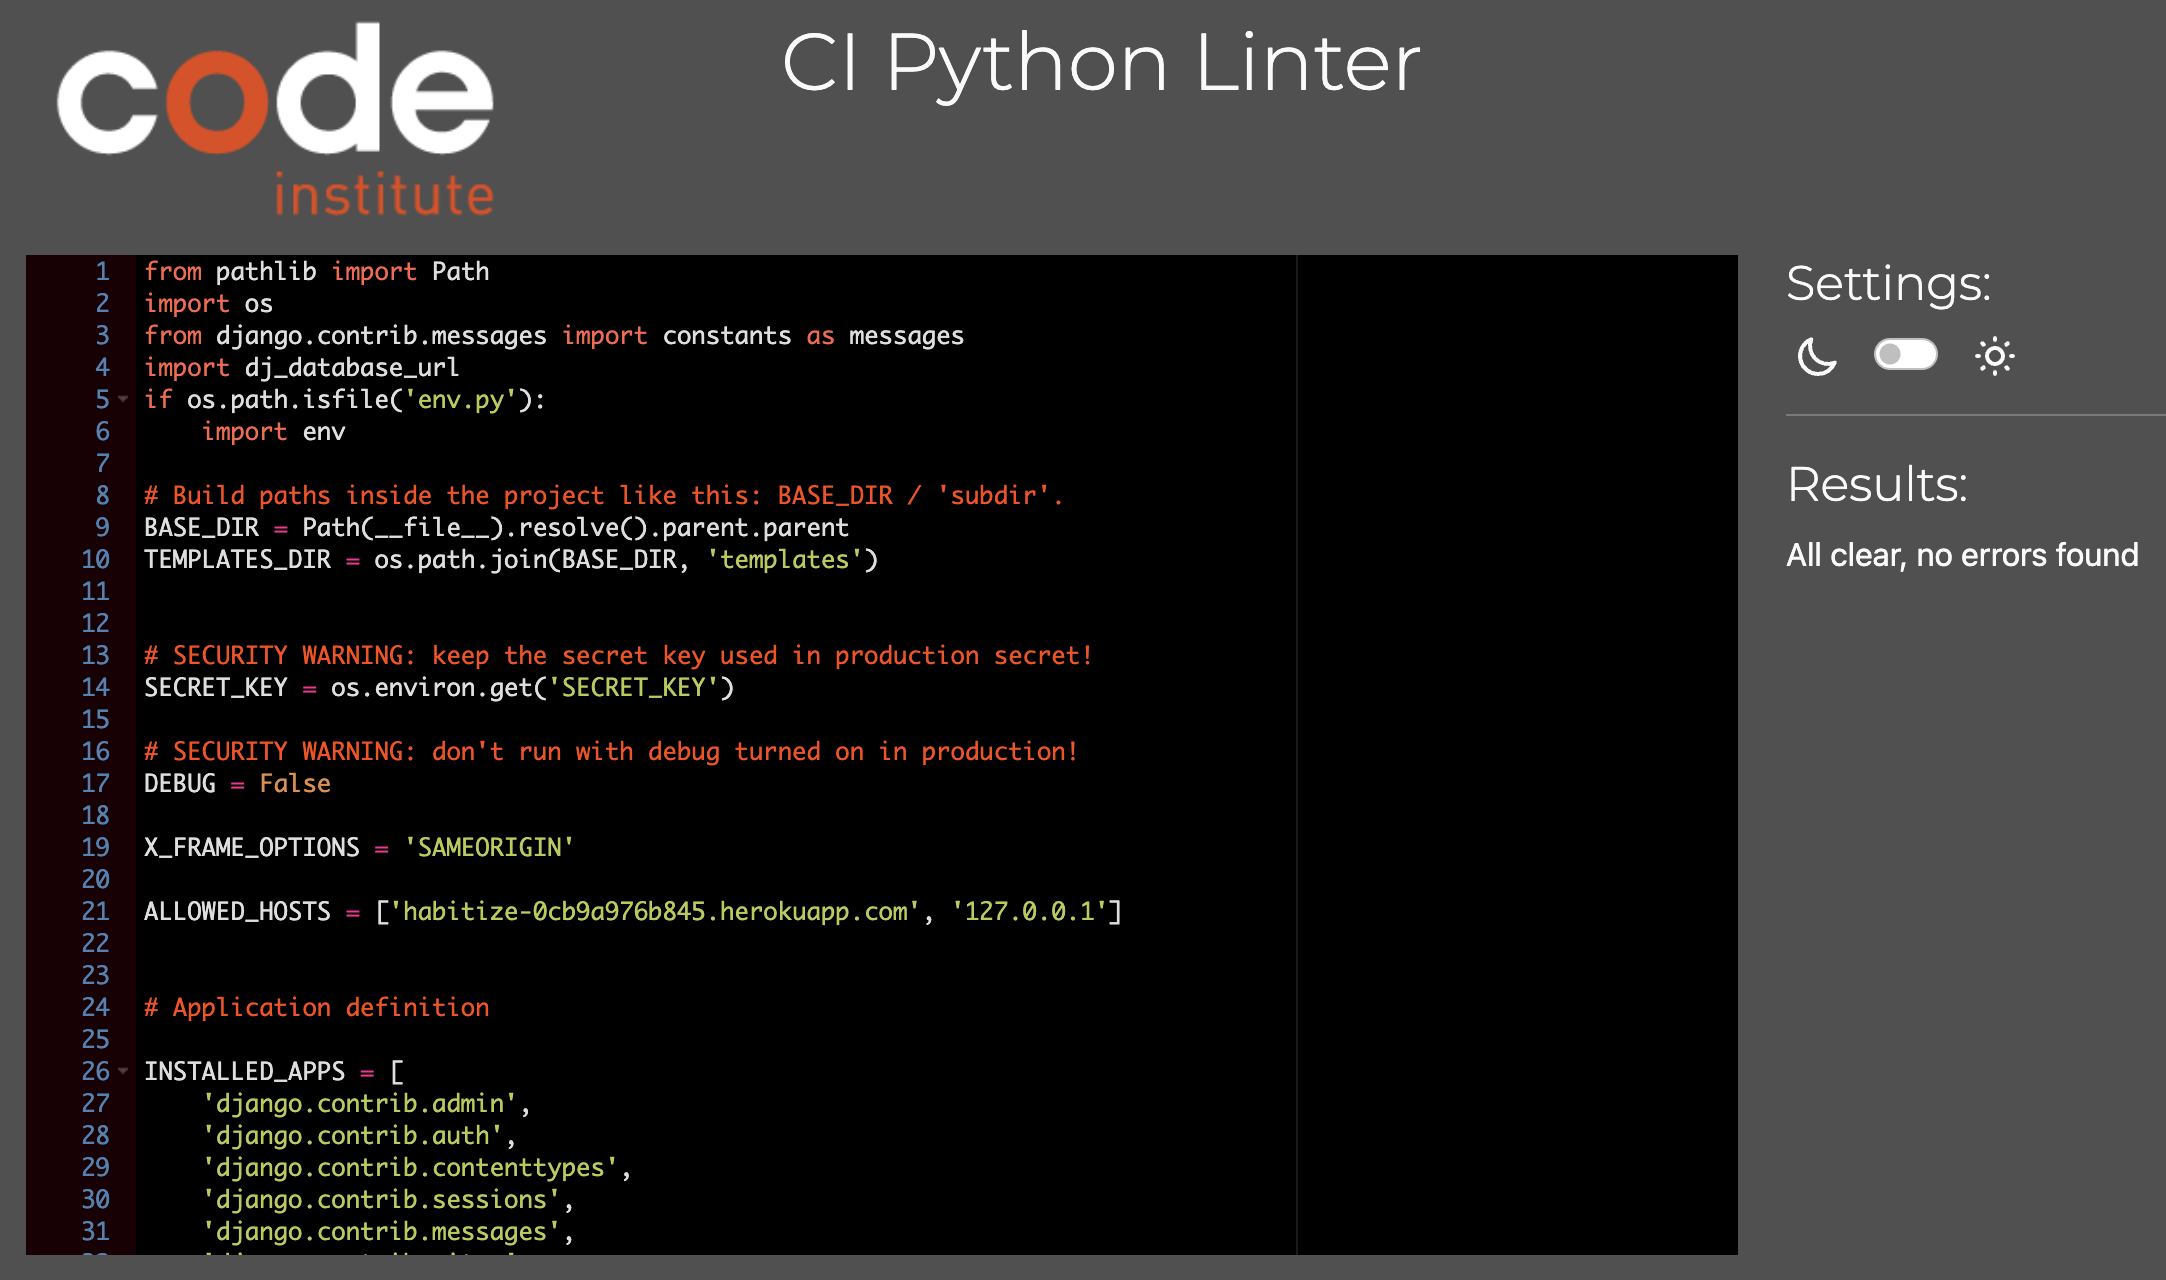 code
institute
CI Python Linter
1 from pathlib import Path
2 import os
3 from django.contrib.messages import constants as messages
4 import dj_database_url
5 if os.path.isfile('env.py'):
6     import env
7
8 # Build paths inside the project like this: BASE_DIR / 'subdir'.
9 BASE_DIR = Path(__file__).resolve().parent.parent
10 TEMPLATES_DIR = os.path.join(BASE_DIR, 'templates')
11
12
13 # SECURITY WARNING: keep the secret key used in production secret!
14 SECRET_KEY = os.environ.get('SECRET_KEY')
15
16 # SECURITY WARNING: don't run with debug turned on in production!
17 DEBUG = False
18
19 X_FRAME_OPTIONS = 'SAMEORIGIN'
20
21 ALLOWED_HOSTS = ['habitize-0cb9a976b845.herokuapp.com', '127.0.0.1']
22
23
24 # Application definition
25
26 INSTALLED_APPS = [
27     'django.contrib.admin',
28     'django.contrib.auth',
29     'django.contrib.contenttypes',
30     'django.contrib.sessions',
31     'django.contrib.messages',
Settings:
Results:
All clear, no errors found